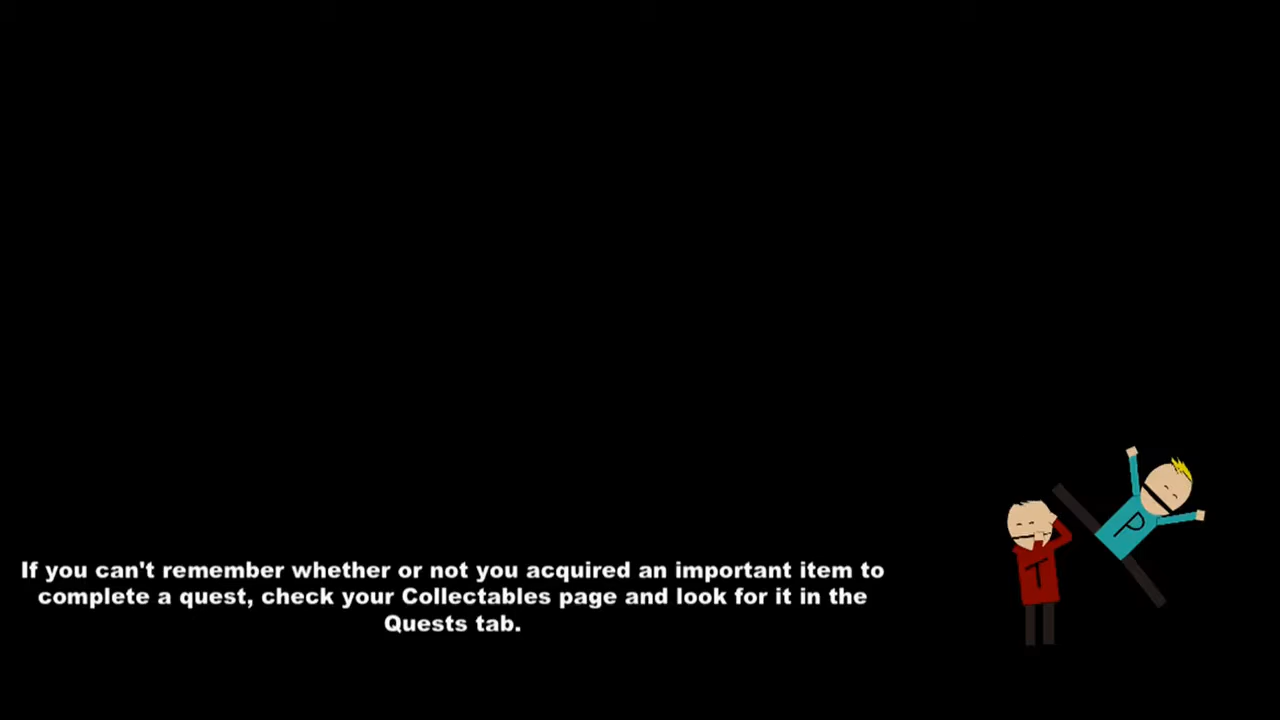 If you can't remember whether or not you acquired an important item to
complete a quest, check your Collectables page and look for it in the
Quests tab.
T
P